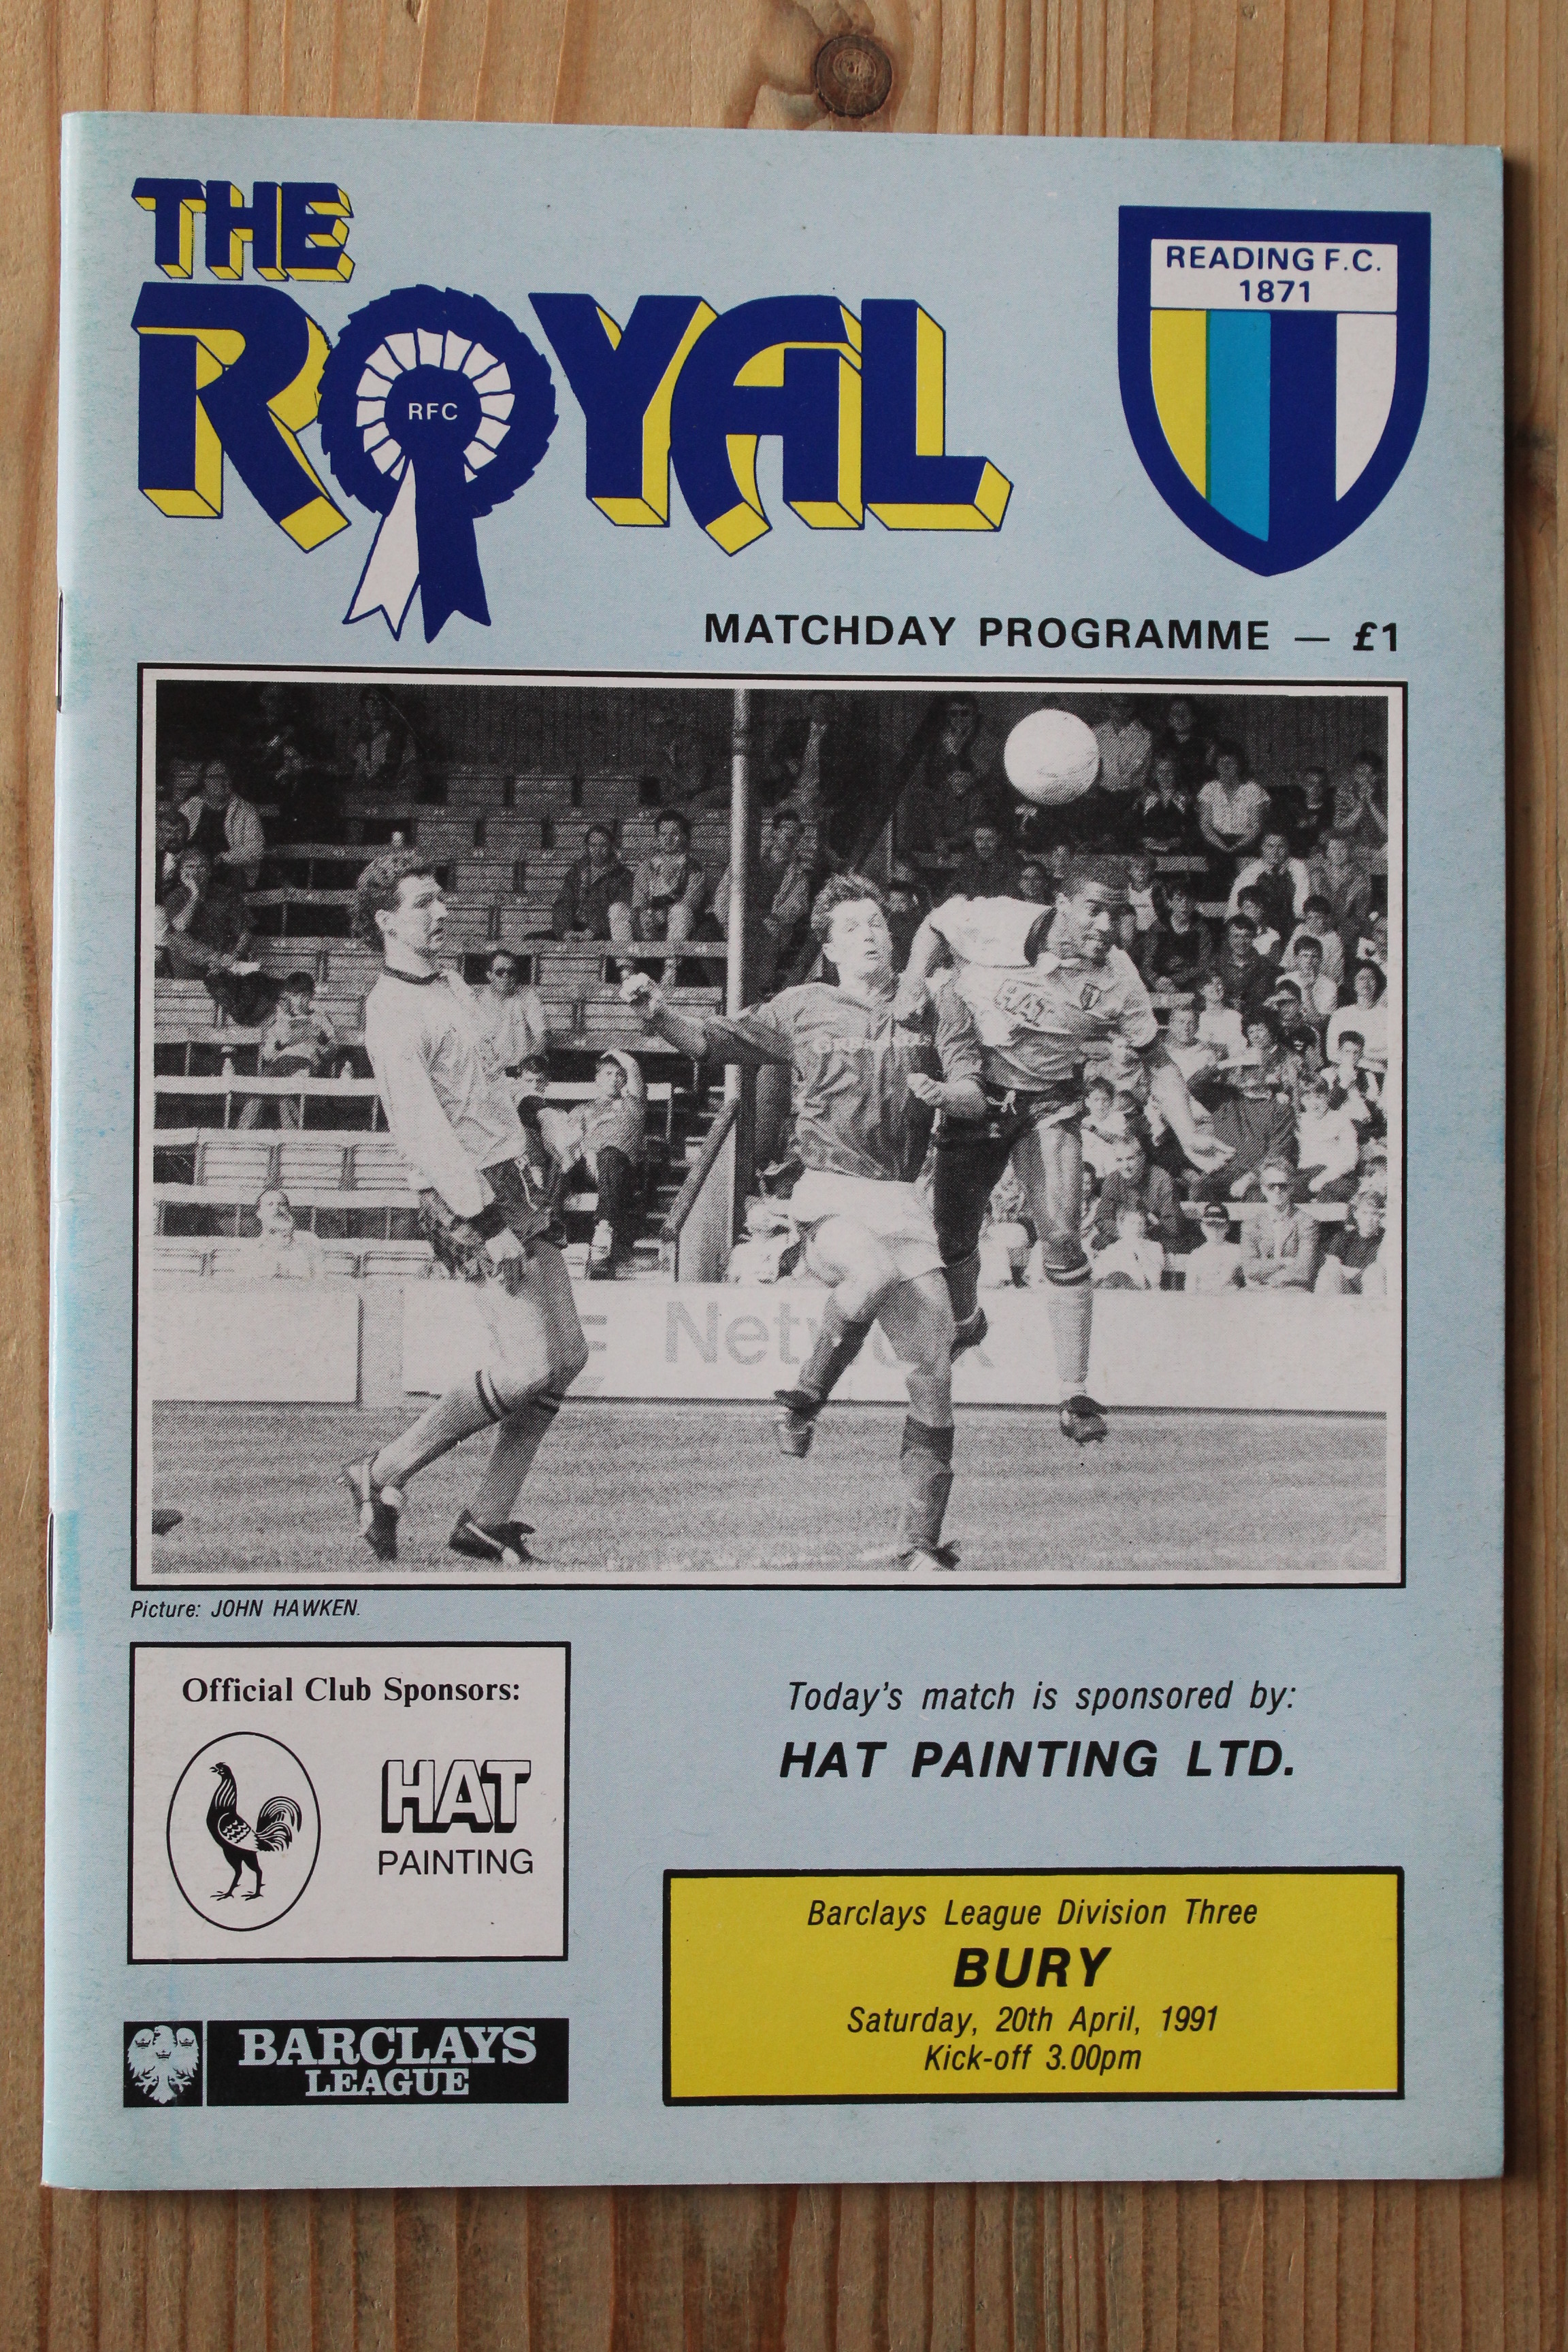 THE
ROYAL
RFC
READING F.C.
1871
MATCHDAY PROGRAMME — £1
HAT
Network
Picture: JOHN HAWKEN.
Official Club Sponsors:
HAT
PAINTING
Today's match is sponsored by:
HAT PAINTING LTD.
Barclays League Division Three
BURY
Saturday, 20th April, 1991
Kick-off 3.00pm
BARCLAYS
LEAGUE